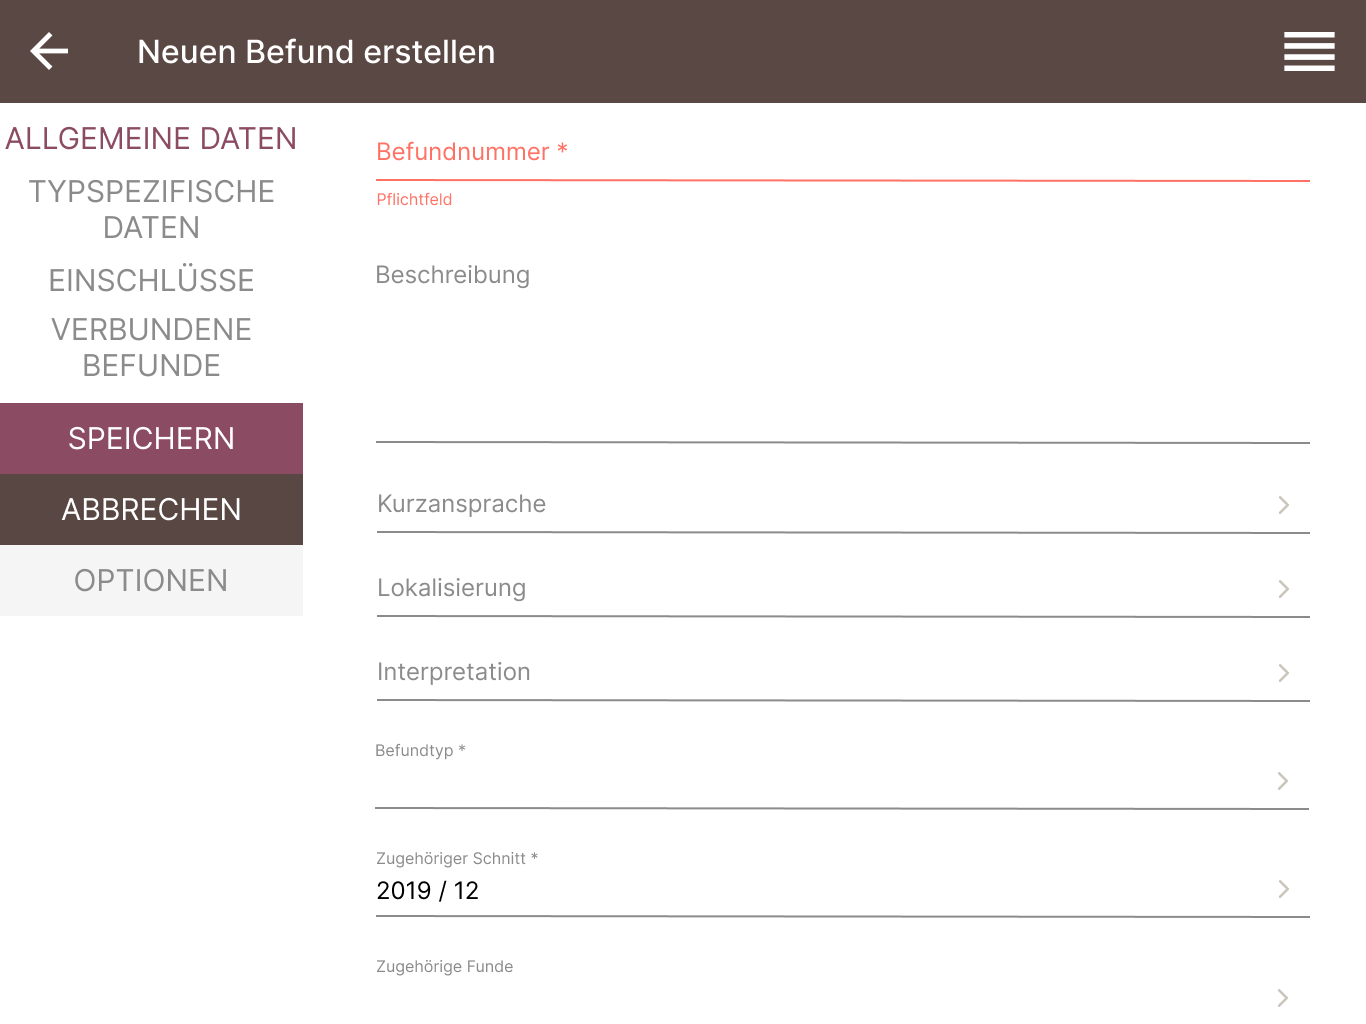 Neuen Befund erstellen
ALLGEMEINE DATEN
TYPSPEZIFISCHE
DATEN
EINSCHLÜSSE
VERBUNDENE
BEFUNDE
SPEICHERN
ABBRECHEN
OPTIONEN
Befundnummer *
Pflichtfeld
Beschreibung
Kurzansprache
Lokalisierung
Interpretation
Befundtyp *
Zugehöriger Schnitt *
2019 / 12
Zugehörige Funde